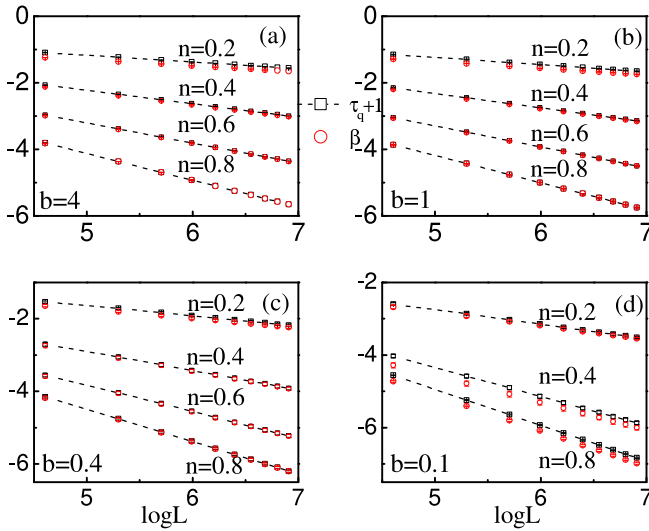 0
-2
-4
-6
5
6
7
(a)
n=0.2
n=0.4
n=0.6
n=0.8
b=4
τq+1
β
0
-2
-4
-6
5
6
7
(b)
n=0.2
n=0.4
n=0.6
n=0.8
b=1
-2
-4
-6
5
6
7
logL
(c)
n=0.2
n=0.4
n=0.6
n=0.8
b=0.4
-2
-4
-6
5
6
7
logL
(d)
n=0.2
n=0.4
n=0.8
b=0.1